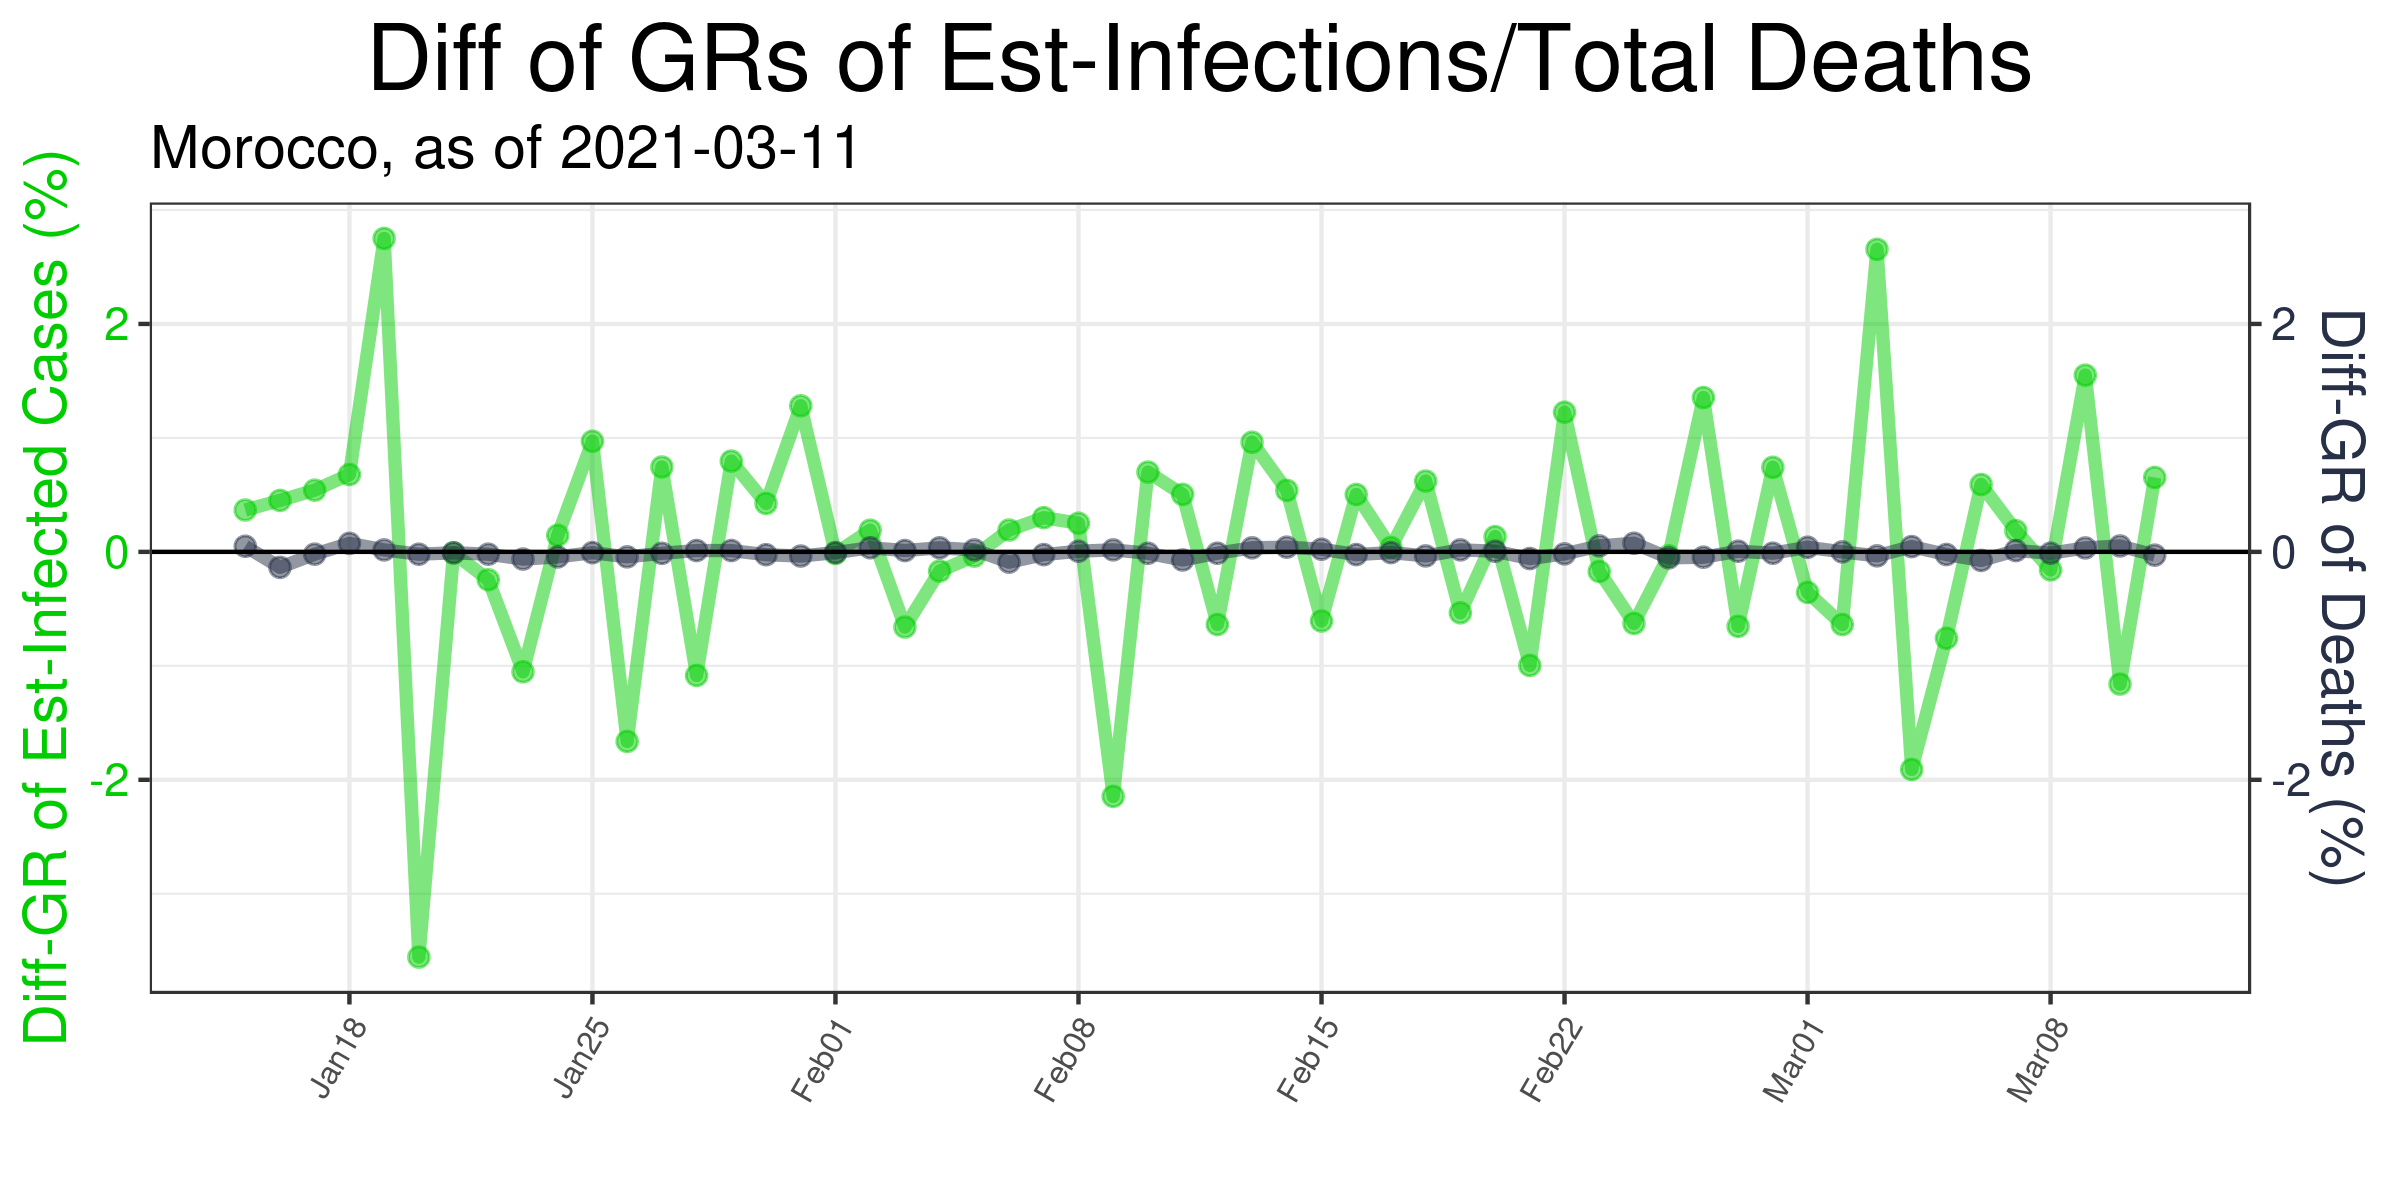 Diff of GRs of Est-Infections/Total Deaths
Morocco, as of 2021-03-11
Diff-GR of Est-Infected Cases (%)
2
0
-2
2
0
-2
Diff-GR of Deaths (%)
Jan18
Jan25
Feb01
Feb08
Feb15
Feb22
Mar01
Mar08